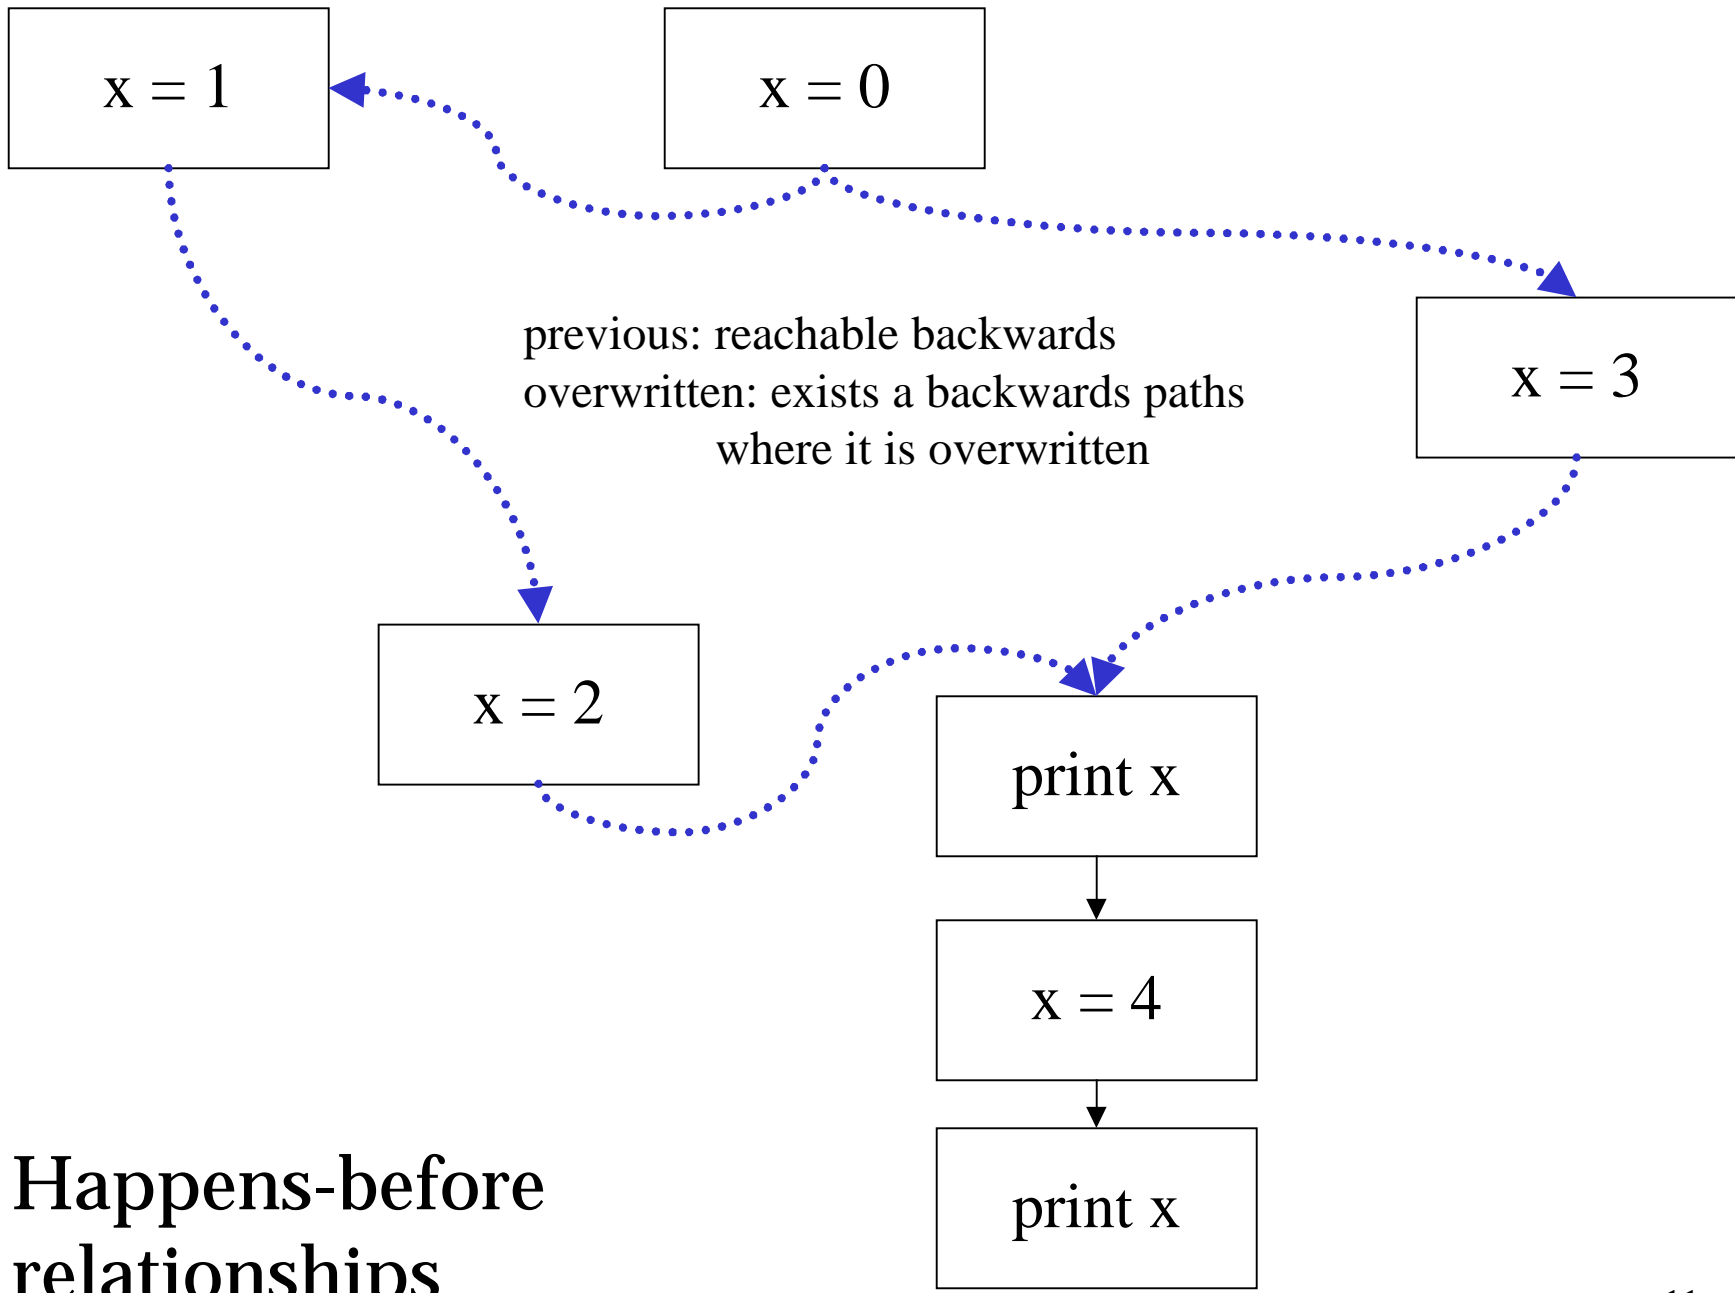 x = 1
x = 0
previous: reachable backwards
overwritten: exists a backwards paths
where it is overwritten
x = 3
x = 2
print x
x = 4
print x
Happens-before
relationships